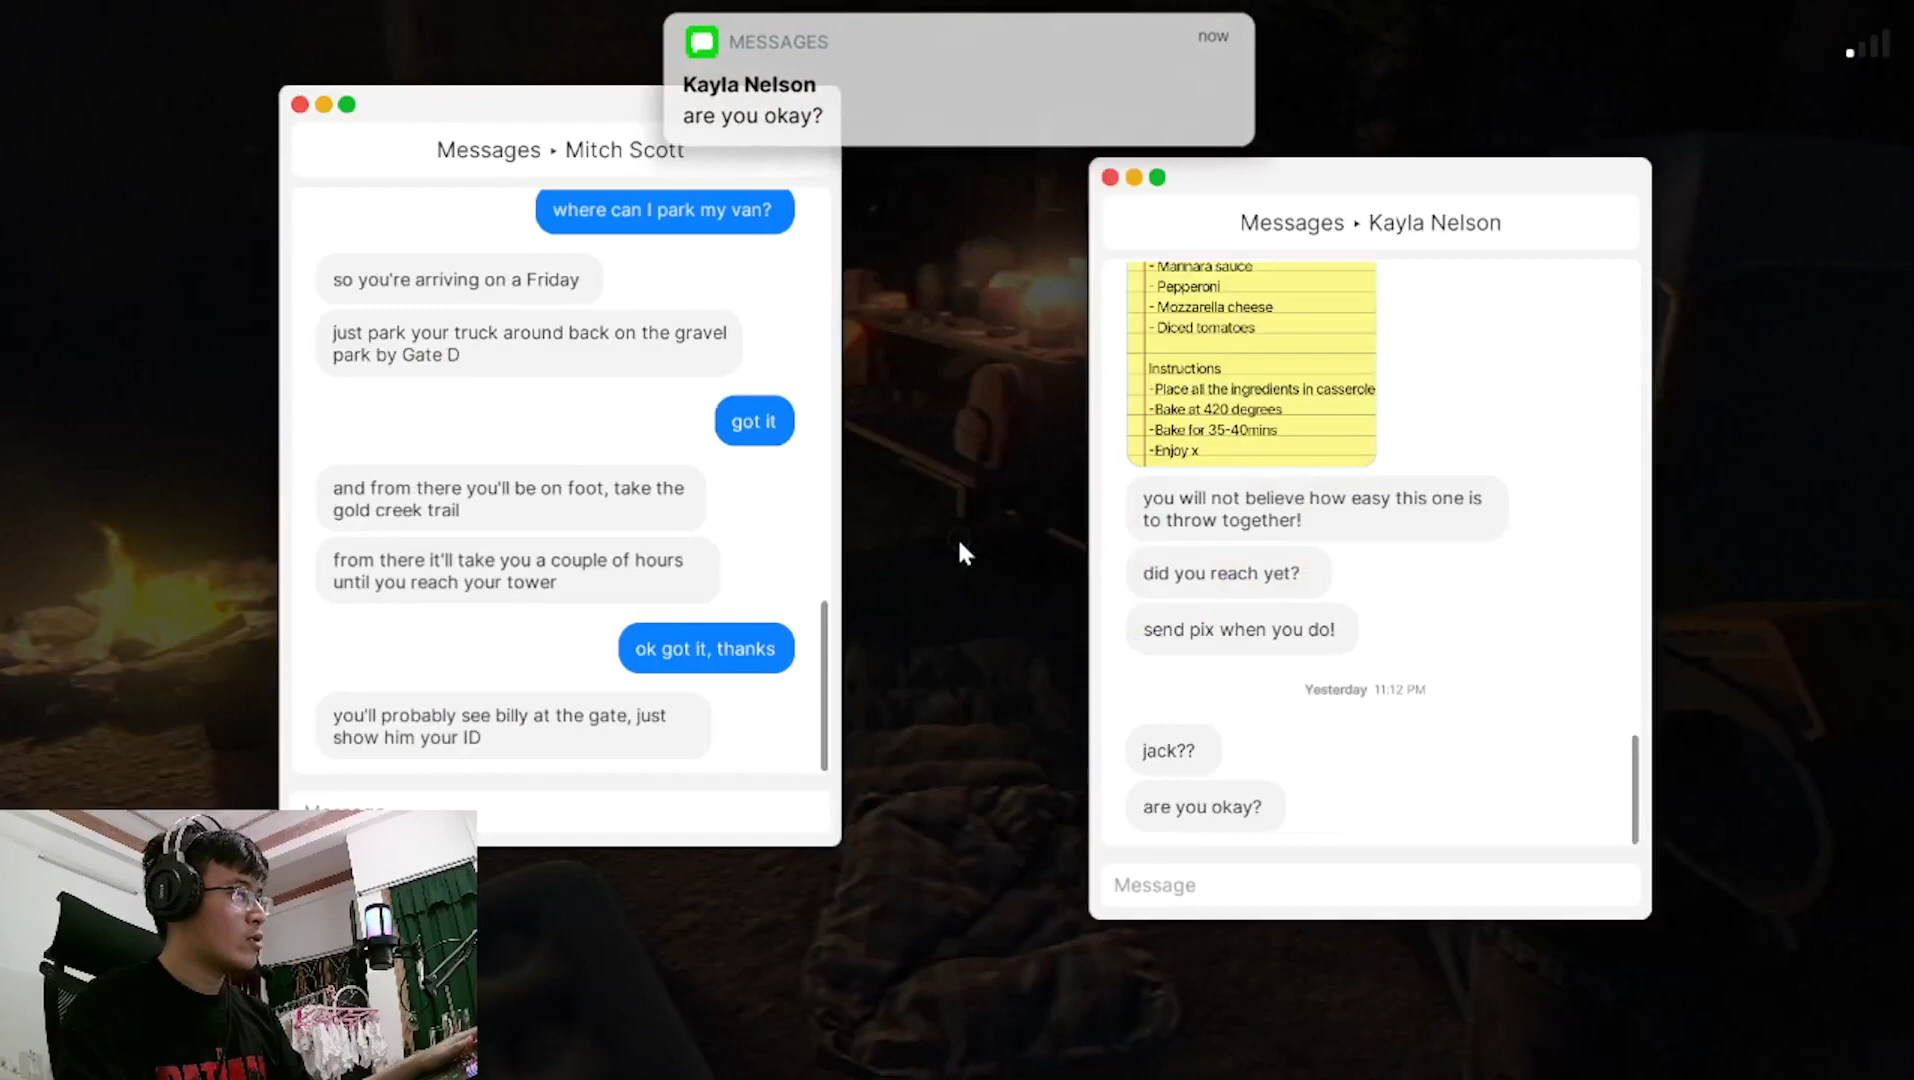 MESSAGES
now
Kayla Nelson
are you okay?
Messages ▸ Mitch Scott
where can I park my van?
so you're arriving on a Friday
just park your truck around back on the gravel
park by Gate D
got it
and from there you'll be on foot, take the
gold creek trail
from there it'll take you a couple of hours
until you reach your tower
ok got it, thanks
you'll probably see billy at the gate, just
show him your ID
Message
Messages ▸ Kayla Nelson
- Marinara sauce
- Pepperoni
- Mozzarella cheese
- Diced tomatoes
Instructions
-Place all the ingredients in casserole
-Bake at 420 degrees
-Bake for 35-40mins
-Enjoy x
you will not believe how easy this one is
to throw together!
did you reach yet?
send pix when you do!
Yesterday 11:12 PM
jack??
are you okay?
Message